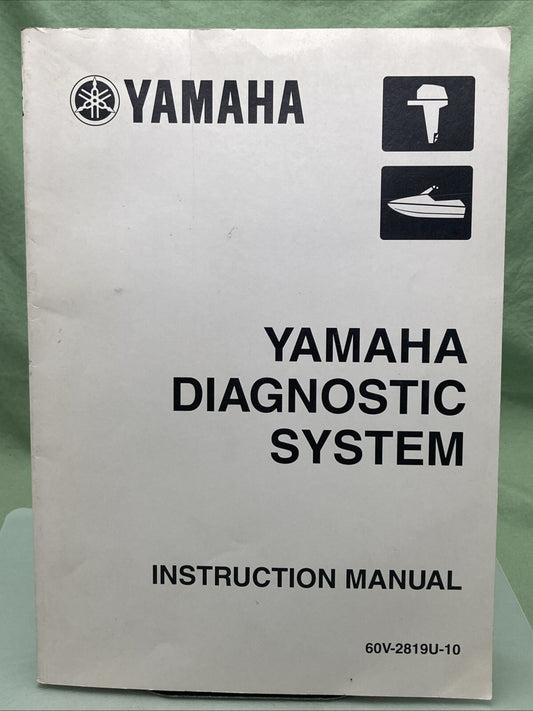 YAMAHA
YAMAHA
DIAGNOSTIC
SYSTEM
INSTRUCTION MANUAL
60V-2819U-10